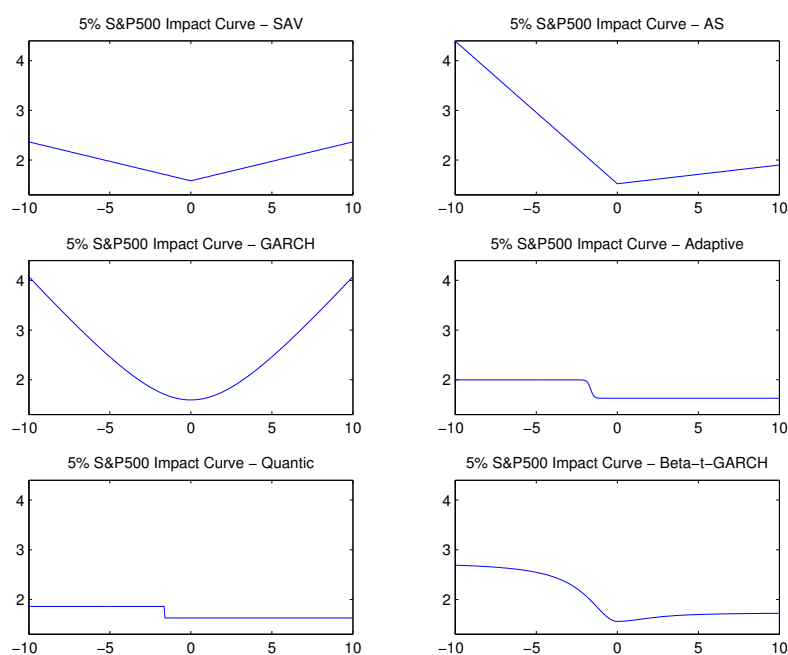 5% S&P500 Impact Curve − SAV
4
3
2
−10 −5 0 5 10
5% S&P500 Impact Curve − AS
4
3
2
−10 −5 0 5 10
5% S&P500 Impact Curve − GARCH
4
3
2
−10 −5 0 5 10
5% S&P500 Impact Curve − Adaptive
4
3
2
−10 −5 0 5 10
5% S&P500 Impact Curve − Quantic
4
3
2
−10 −5 0 5 10
5% S&P500 Impact Curve − Beta−t−GARCH
4
3
2
−10 −5 0 5 10